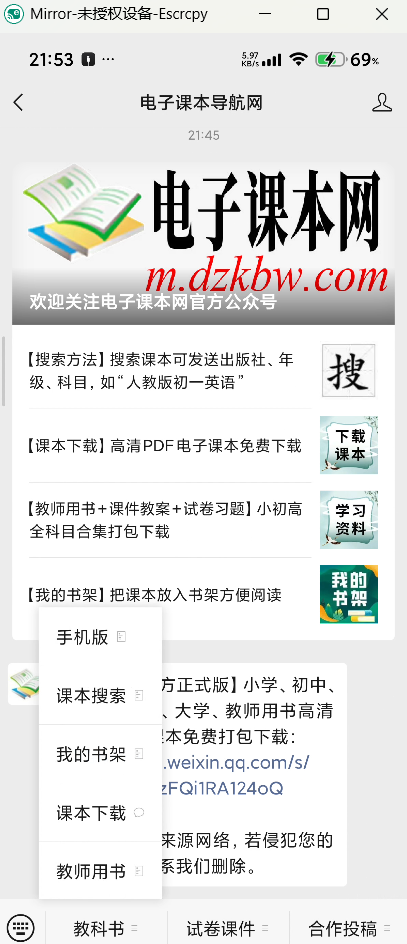 Mirror-未授权设备-Escrcpy
21:53 ··· 5.97 KB/s 69%
电子课本导航网
21:45
电子课本网
m.dzkbw.com
欢迎关注电子课本网官方公众号
【搜索方法】搜索课本可发送出版社、年
级、科目，如“人教版初一英语”
搜
【课本下载】高清PDF电子课本免费下载
下载
课本
【教师用书+课件教案+试卷习题】小初高
全科目合集打包下载
学习
资料
【我的书架】把课本放入书架方便阅读
我的
书架
手机版
课本搜索
我的书架
课本下载
教师用书
方正式版】小学、初中、
、大学、教师用书高清
课本免费打包下载：
.weixin.qq.com/s/
zFQi1RA124oQ
来源网络，若侵犯您的
系我们删除。
教科书
试卷课件
合作投稿